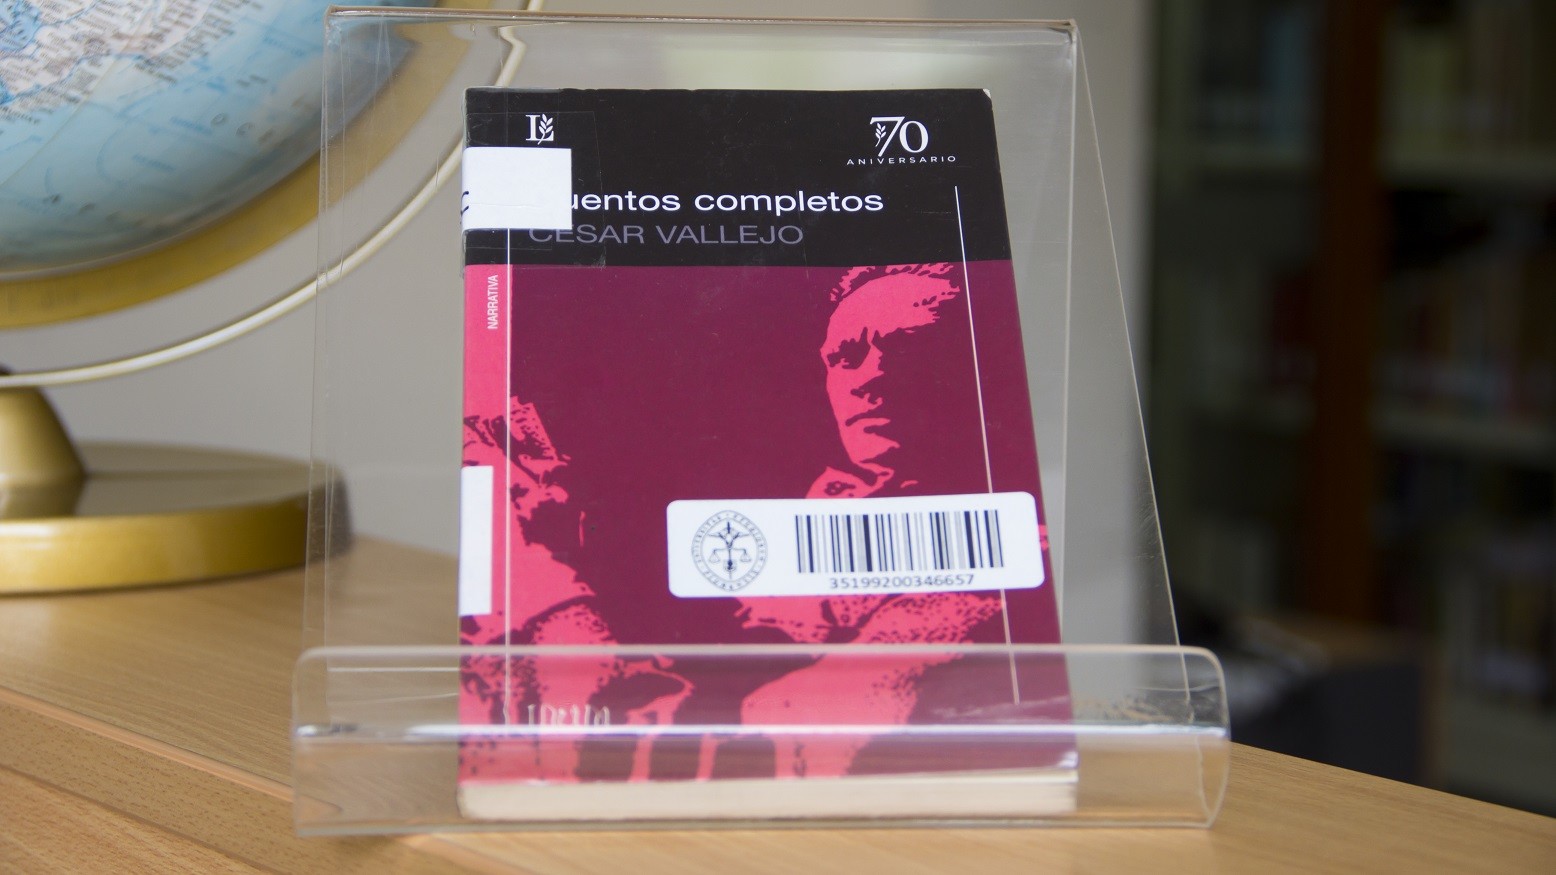 L
70
ANIVERSARIO
uentos completos
CESAR VALLEJO
NARRATIVA
35199200346657